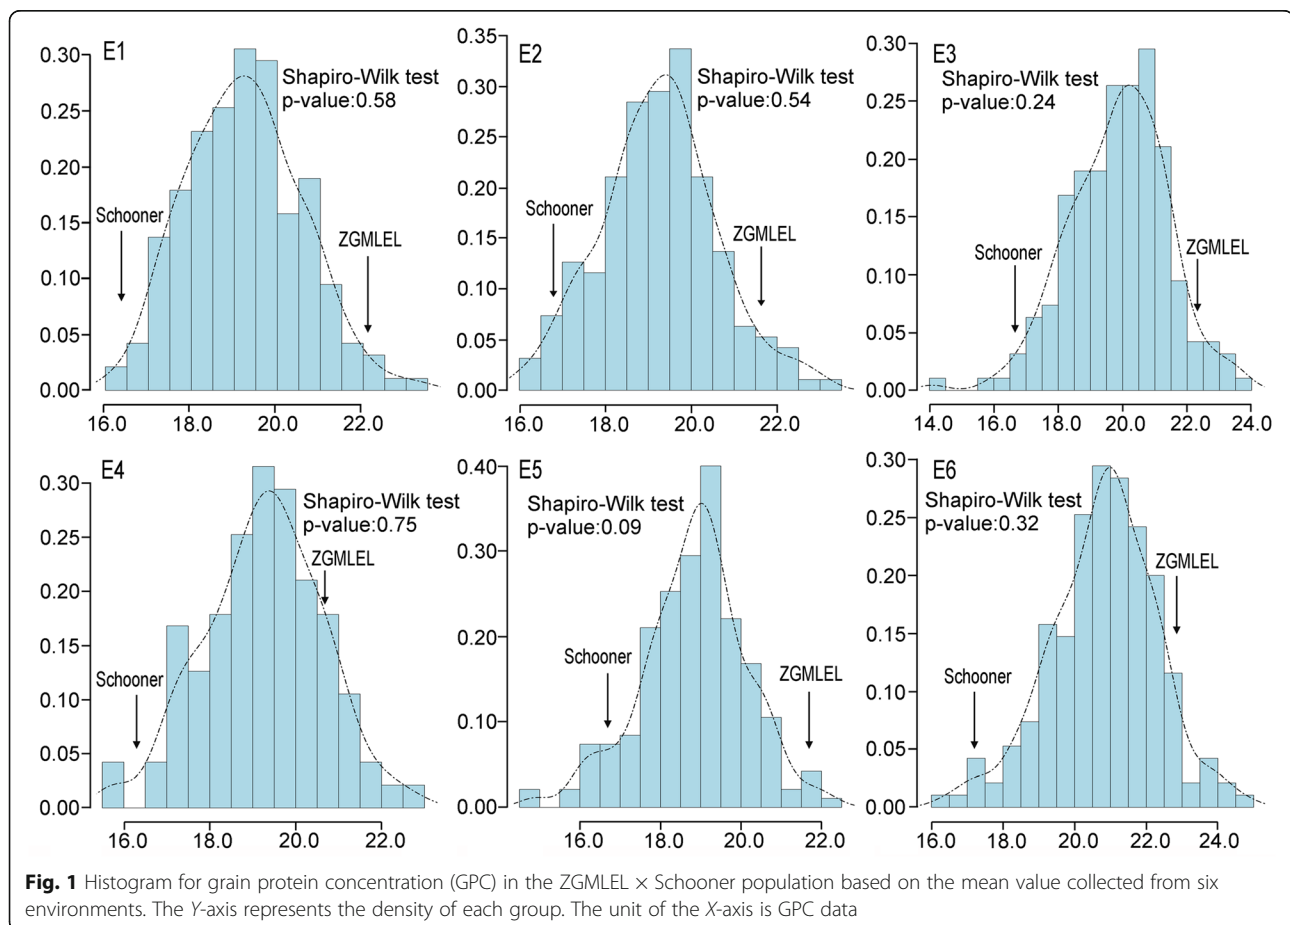 E1
Shapiro-Wilk test
p-value:0.58
Schooner
ZGMLEL
0.30
0.25
0.20
0.15
0.10
0.05
0.00
16.0 18.0 20.0 22.0
E2
Shapiro-Wilk test
p-value:0.54
Schooner
ZGMLEL
0.35
0.30
0.25
0.20
0.15
0.10
0.05
0.00
16.0 18.0 20.0 22.0
E3
Shapiro-Wilk test
p-value:0.24
Schooner
ZGMLEL
0.30
0.25
0.20
0.15
0.10
0.05
0.00
14.0 16.0 18.0 20.0 22.0 24.0
E4
Shapiro-Wilk test
p-value:0.75
ZGMLEL
Schooner
0.30
0.25
0.20
0.15
0.10
0.05
0.00
16.0 18.0 20.0 22.0
E5
Shapiro-Wilk test
p-value:0.09
Schooner
ZGMLEL
0.40
0.30
0.20
0.10
0.00
16.0 18.0 20.0 22.0
E6
Shapiro-Wilk test
p-value:0.32
ZGMLEL
Schooner
0.30
0.25
0.20
0.15
0.10
0.05
0.00
16.0 18.0 20.0 22.0 24.0
Fig. 1 Histogram for grain protein concentration (GPC) in the ZGMLEL × Schooner population based on the mean value collected from six
environments. The Y-axis represents the density of each group. The unit of the X-axis is GPC data